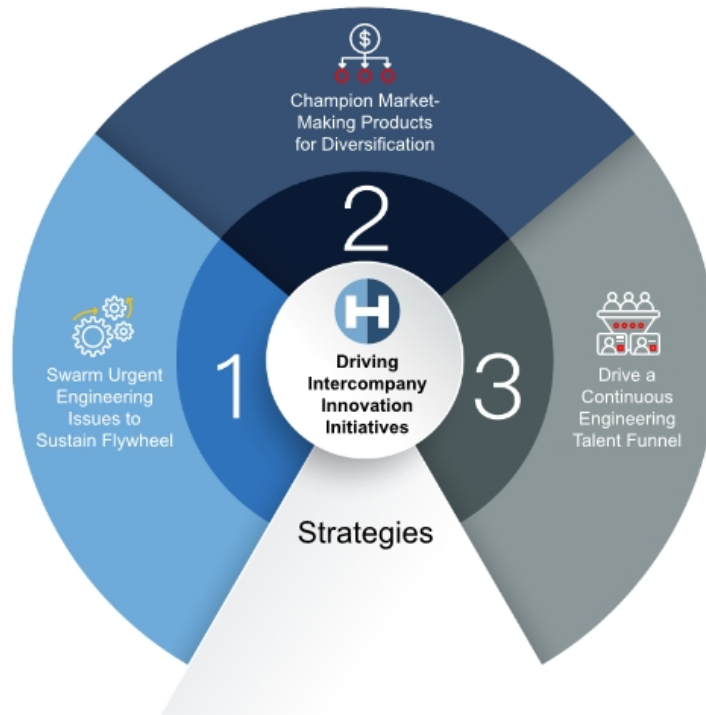 $
Champion Market-
Making Products
for Diversification
2
1
Swarm Urgent
Engineering
Issues to
Sustain Flywheel
H
Driving
Intercompany
Innovation
Initiatives
3
Drive a
Continuous
Engineering
Talent Funnel
Strategies